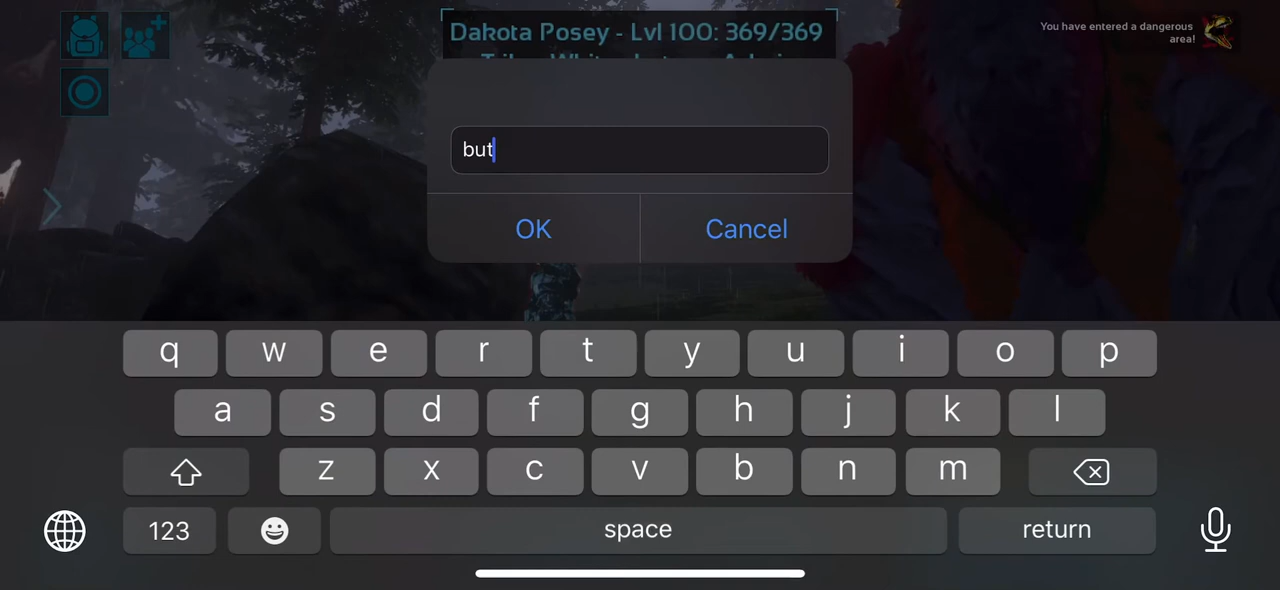 Dakota Posey - Lvl 100: 369/369
You have entered a dangerous
area!
but
OK
Cancel
q w e r t y u i o p
a s d f g h j k l
z x c v b n m
123
space
return